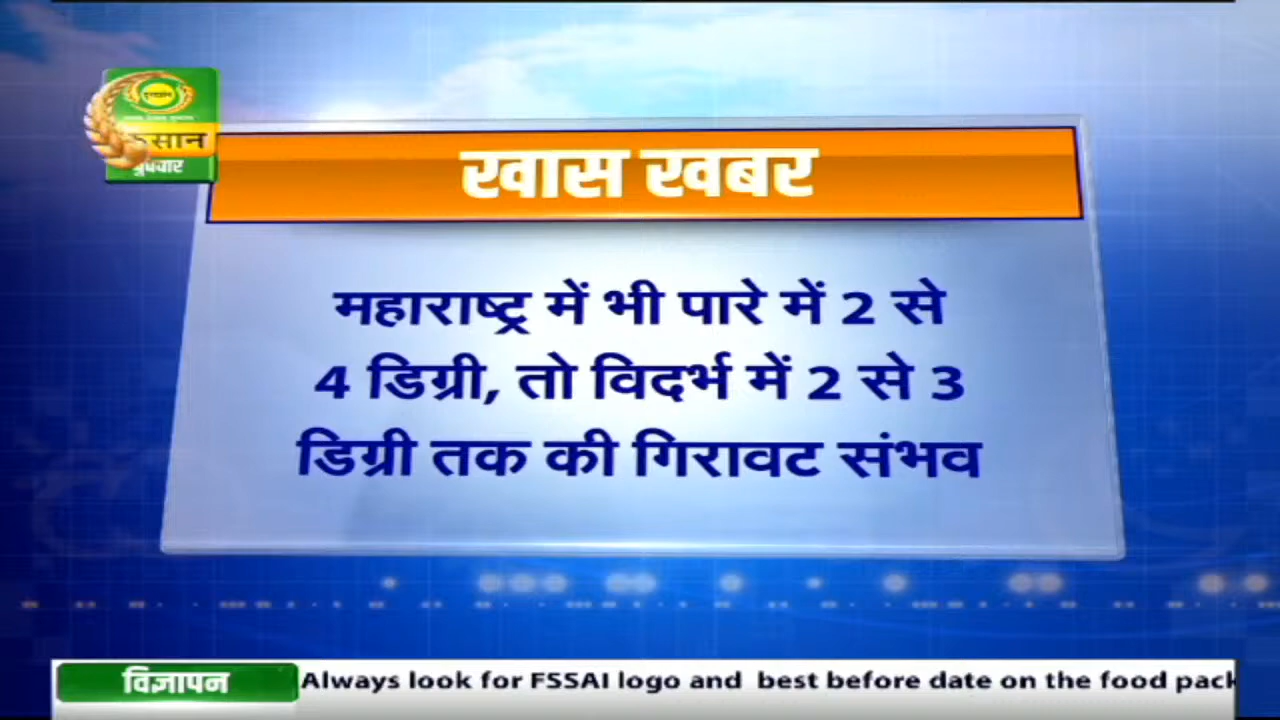 किसान
बुधवार
खास खबर
महाराष्ट्र में भी पारे में 2 से
4 डिग्री, तो विदर्भ में 2 से 3
डिग्री तक की गिरावट संभव
विज्ञापन
Always look for FSSAI logo and best before date on the food pack